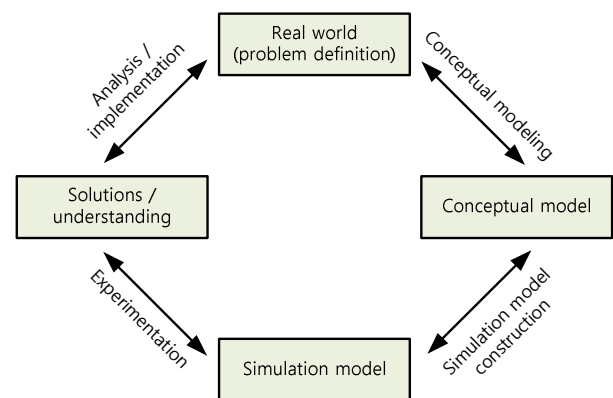 Real world
(problem definition)
Analysis /
implementation
Conceptual modeling
Solutions /
understanding
Conceptual model
Experimentation
Simulation model
construction
Simulation model